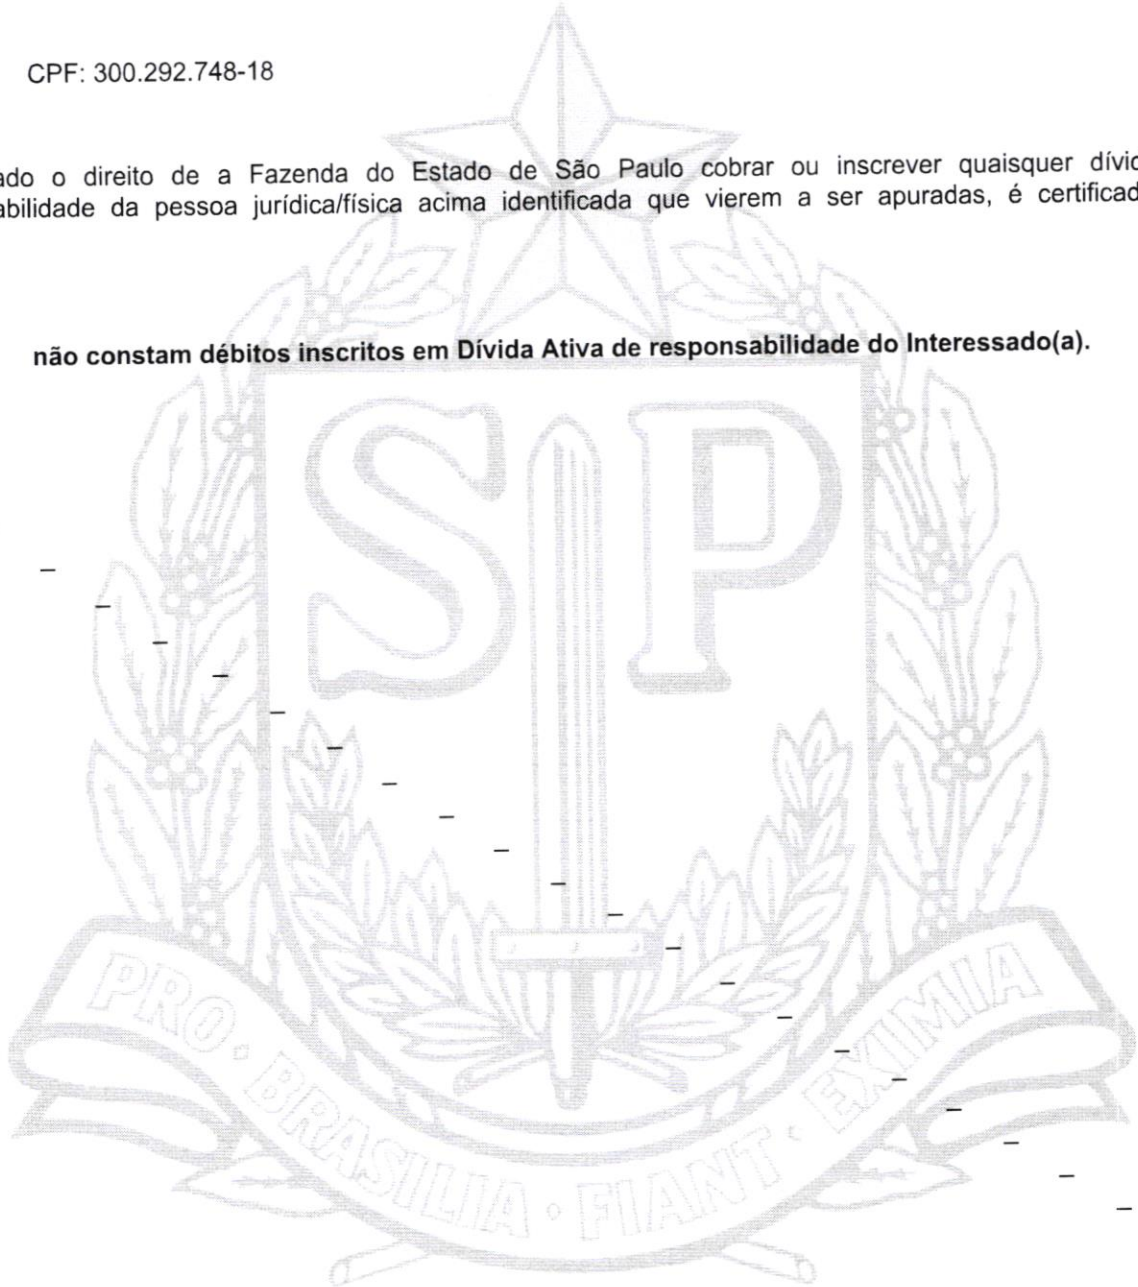 CPF: 300.292.748-18
ado o direito de a Fazenda do Estado de São Paulo cobrar ou inscrever quaisquer dívid
abilidade da pessoa jurídica/física acima identificada que vierem a ser apuradas, é certificad
não constam débitos inscritos em Dívida Ativa de responsabilidade do Interessado(a).
SP
PRO • BRASILIA • FIANT • EXIMIA